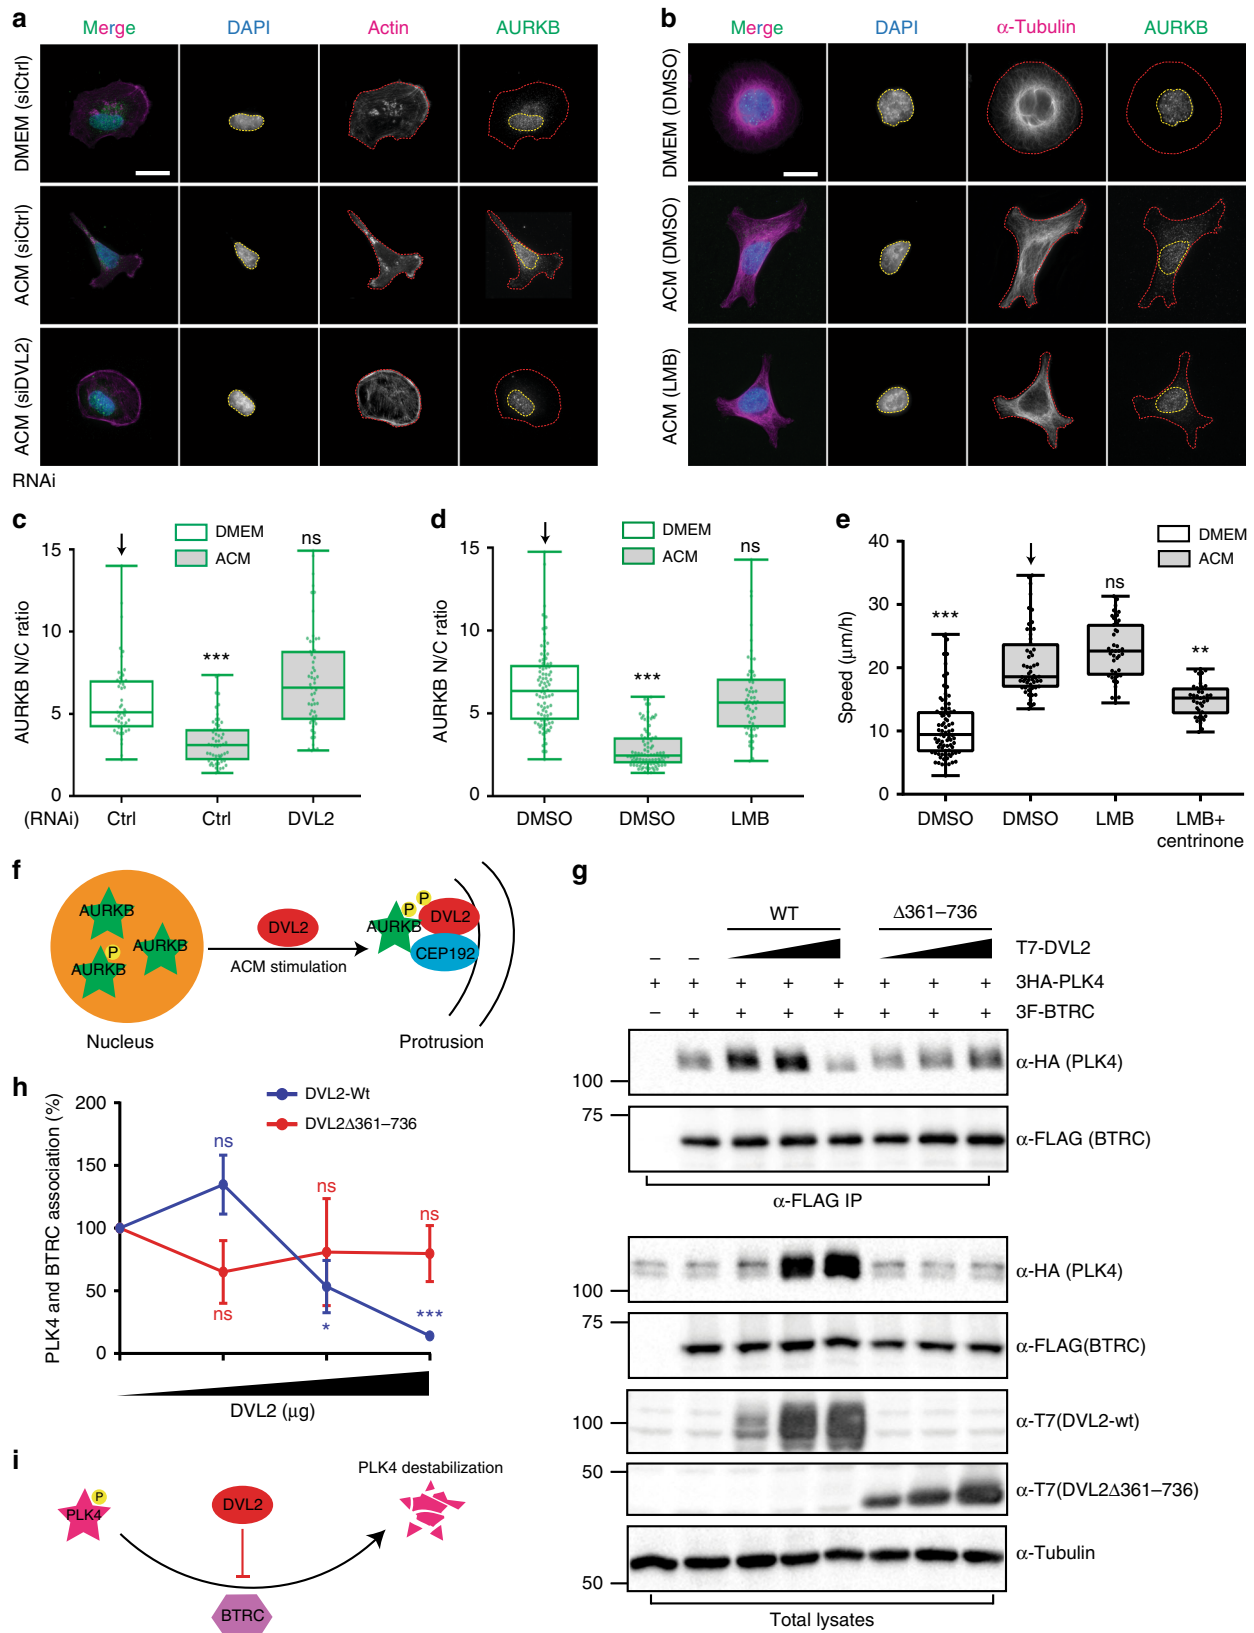 a
Merge DAPI Actin AURKB
DMEM (siCtrl)
ACM (siCtrl)
ACM (siDVL2)
RNAi
b
Merge DAPI α-Tubulin AURKB
DMEM (DMSO)
ACM (DMSO)
ACM (LMB)
c
DMEM
ACM
ns
***
AURKB N/C ratio
15
10
5
0
(RNAi) Ctrl Ctrl DVL2
d
DMEM
ACM
ns
***
AURKB N/C ratio
15
10
5
0
DMSO DMSO LMB
e
DMEM
ACM
***
ns
**
Speed (μm/h)
40
30
20
10
0
DMSO DMSO LMB LMB+
centrinone
f
AURKB
AURKB
P
AURKB
Nucleus
DVL2
ACM stimulation
P
P
AURKB
DVL2
CEP192
Protrusion
g
WT Δ361–736
– – T7-DVL2
+ + + + + + + + 3HA-PLK4
– + + + + + + + 3F-BTRC
100 α-HA (PLK4)
75 α-FLAG (BTRC)
α-FLAG IP
100 α-HA (PLK4)
75 α-FLAG(BTRC)
100 α-T7(DVL2-wt)
50 α-T7(DVL2Δ361–736)
50 α-Tubulin
Total lysates
h
DVL2-Wt
DVL2Δ361–736
PLK4 and BTRC association (%)
200
150
100
50
0
ns
ns
ns
*
ns
***
DVL2 (μg)
i
P
PLK4
DVL2
BTRC
PLK4 destabilization